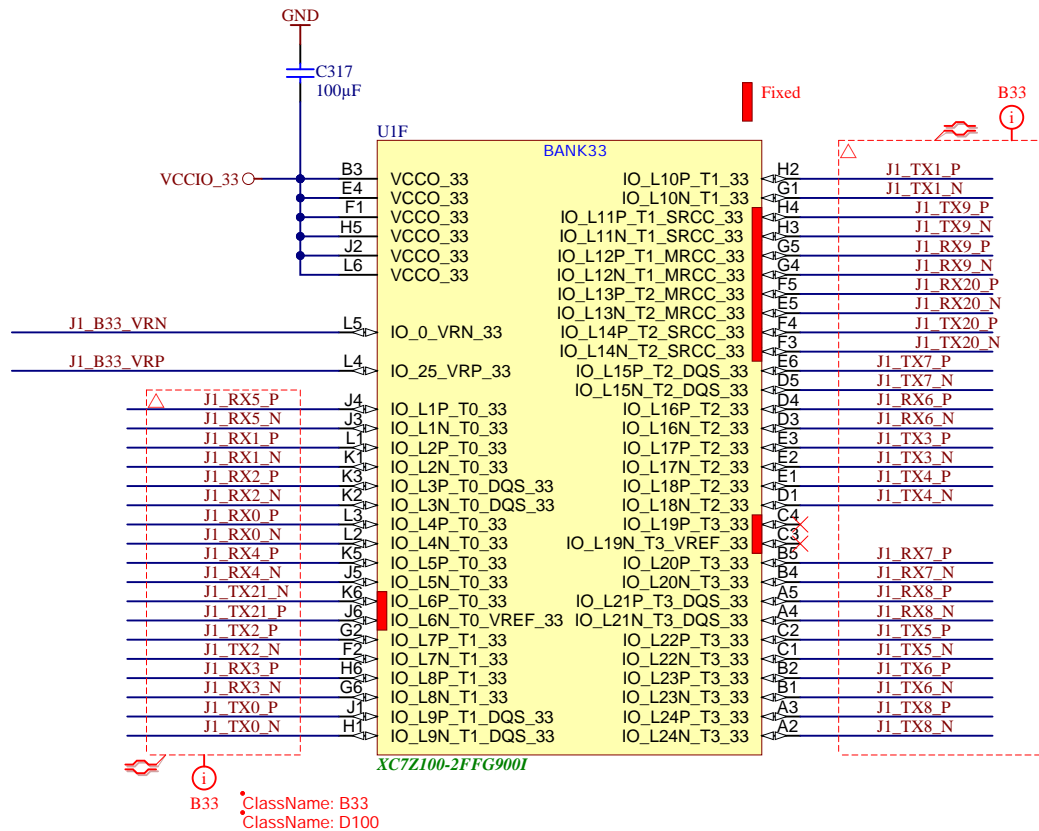 GND
C317
100µF
Fixed
B33
U1F
BANK33
VCCIO_33
B3 VCCO_33
E4 VCCO_33
F1 VCCO_33
H5 VCCO_33
J2 VCCO_33
L6 VCCO_33
J1_B33_VRN L5 IO_0_VRN_33
J1_B33_VRP L4 IO_25_VRP_33
J1_RX5_P J4 IO_L1P_T0_33
J1_RX5_N J3 IO_L1N_T0_33
J1_RX1_P L1 IO_L2P_T0_33
J1_RX1_N K1 IO_L2N_T0_33
J1_RX2_P K3 IO_L3P_T0_DQS_33
J1_RX2_N K2 IO_L3N_T0_DQS_33
J1_RX0_P L3 IO_L4P_T0_33
J1_RX0_N L2 IO_L4N_T0_33
J1_RX4_P K5 IO_L5P_T0_33
J1_RX4_N J5 IO_L5N_T0_33
J1_TX21_N K6 IO_L6P_T0_33
J1_TX21_P J6 IO_L6N_T0_VREF_33
J1_TX2_P G2 IO_L7P_T1_33
J1_TX2_N F2 IO_L7N_T1_33
J1_RX3_P H6 IO_L8P_T1_33
J1_RX3_N G6 IO_L8N_T1_33
J1_TX0_P J1 IO_L9P_T1_DQS_33
J1_TX0_N H1 IO_L9N_T1_DQS_33
IO_L10P_T1_33 H2 J1_TX1_P
IO_L10N_T1_33 G1 J1_TX1_N
IO_L11P_T1_SRCC_33 H4 J1_TX9_P
IO_L11N_T1_SRCC_33 H3 J1_TX9_N
IO_L12P_T1_MRCC_33 G5 J1_RX9_P
IO_L12N_T1_MRCC_33 G4 J1_RX9_N
IO_L13P_T2_MRCC_33 F5 J1_RX20_P
IO_L13N_T2_MRCC_33 E5 J1_RX20_N
IO_L14P_T2_SRCC_33 F4 J1_TX20_P
IO_L14N_T2_SRCC_33 F3 J1_TX20_N
IO_L15P_T2_DQS_33 E6 J1_TX7_P
IO_L15N_T2_DQS_33 D5 J1_TX7_N
IO_L16P_T2_33 D4 J1_RX6_P
IO_L16N_T2_33 D3 J1_RX6_N
IO_L17P_T2_33 E3 J1_TX3_P
IO_L17N_T2_33 E2 J1_TX3_N
IO_L18P_T2_33 E1 J1_TX4_P
IO_L18N_T2_33 D1 J1_TX4_N
IO_L19P_T3_33 C4
IO_L19N_T3_VREF_33 C3
IO_L20P_T3_33 B5 J1_RX7_P
IO_L20N_T3_33 B4 J1_RX7_N
IO_L21P_T3_DQS_33 A5 J1_RX8_P
IO_L21N_T3_DQS_33 A4 J1_RX8_N
IO_L22P_T3_33 C2 J1_TX5_P
IO_L22N_T3_33 C1 J1_TX5_N
IO_L23P_T3_33 B2 J1_TX6_P
IO_L23N_T3_33 B1 J1_TX6_N
IO_L24P_T3_33 A3 J1_TX8_P
IO_L24N_T3_33 A2 J1_TX8_N
XC7Z100-2FFG900I
i
i
B33
ClassName: B33
ClassName: D100